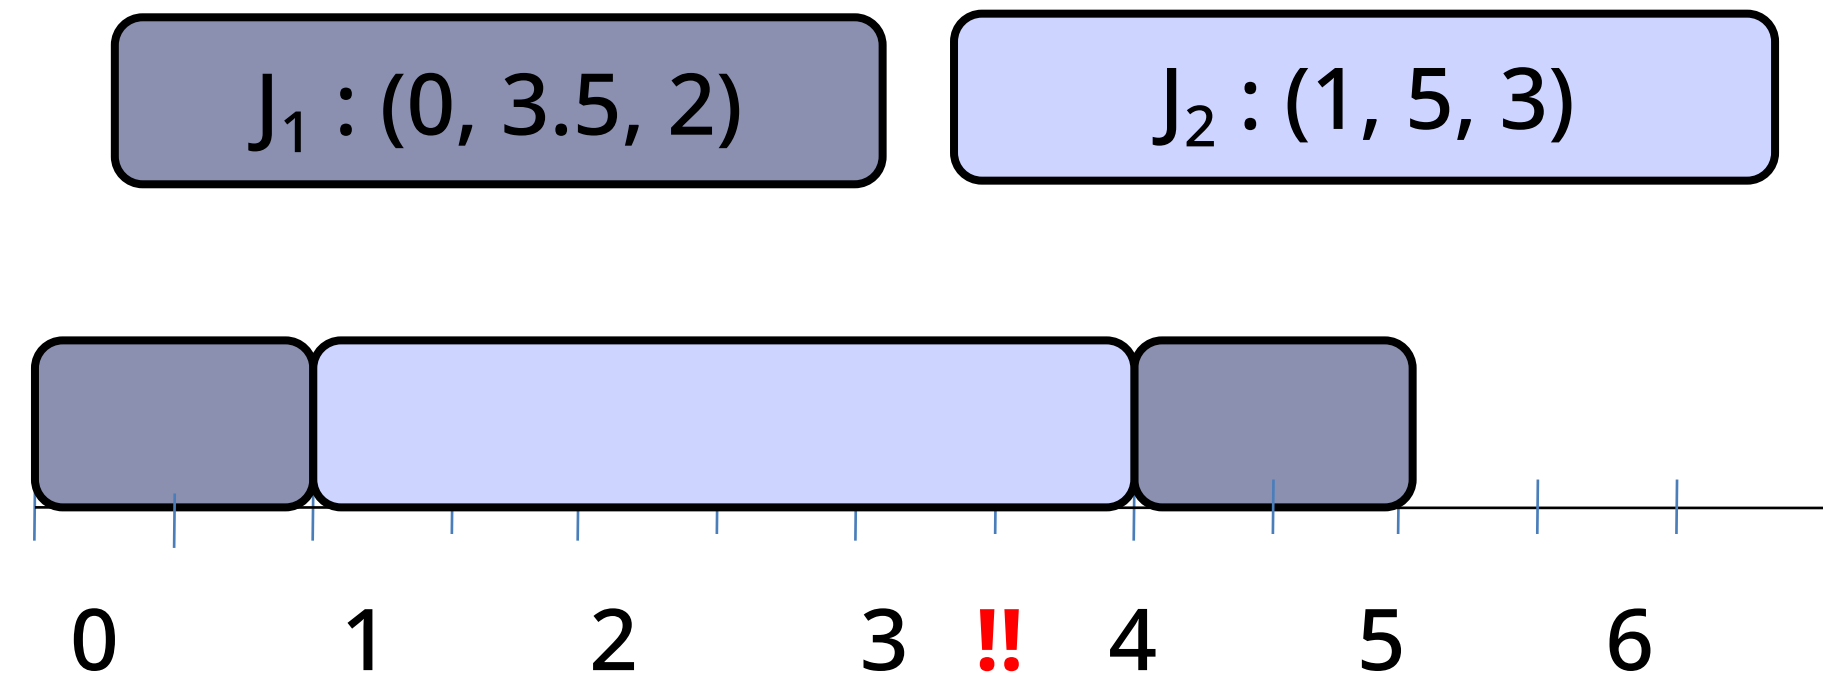 J₁ : (0, 3.5, 2)
J₂ : (1, 5, 3)
0 1 2 3 !! 4 5 6